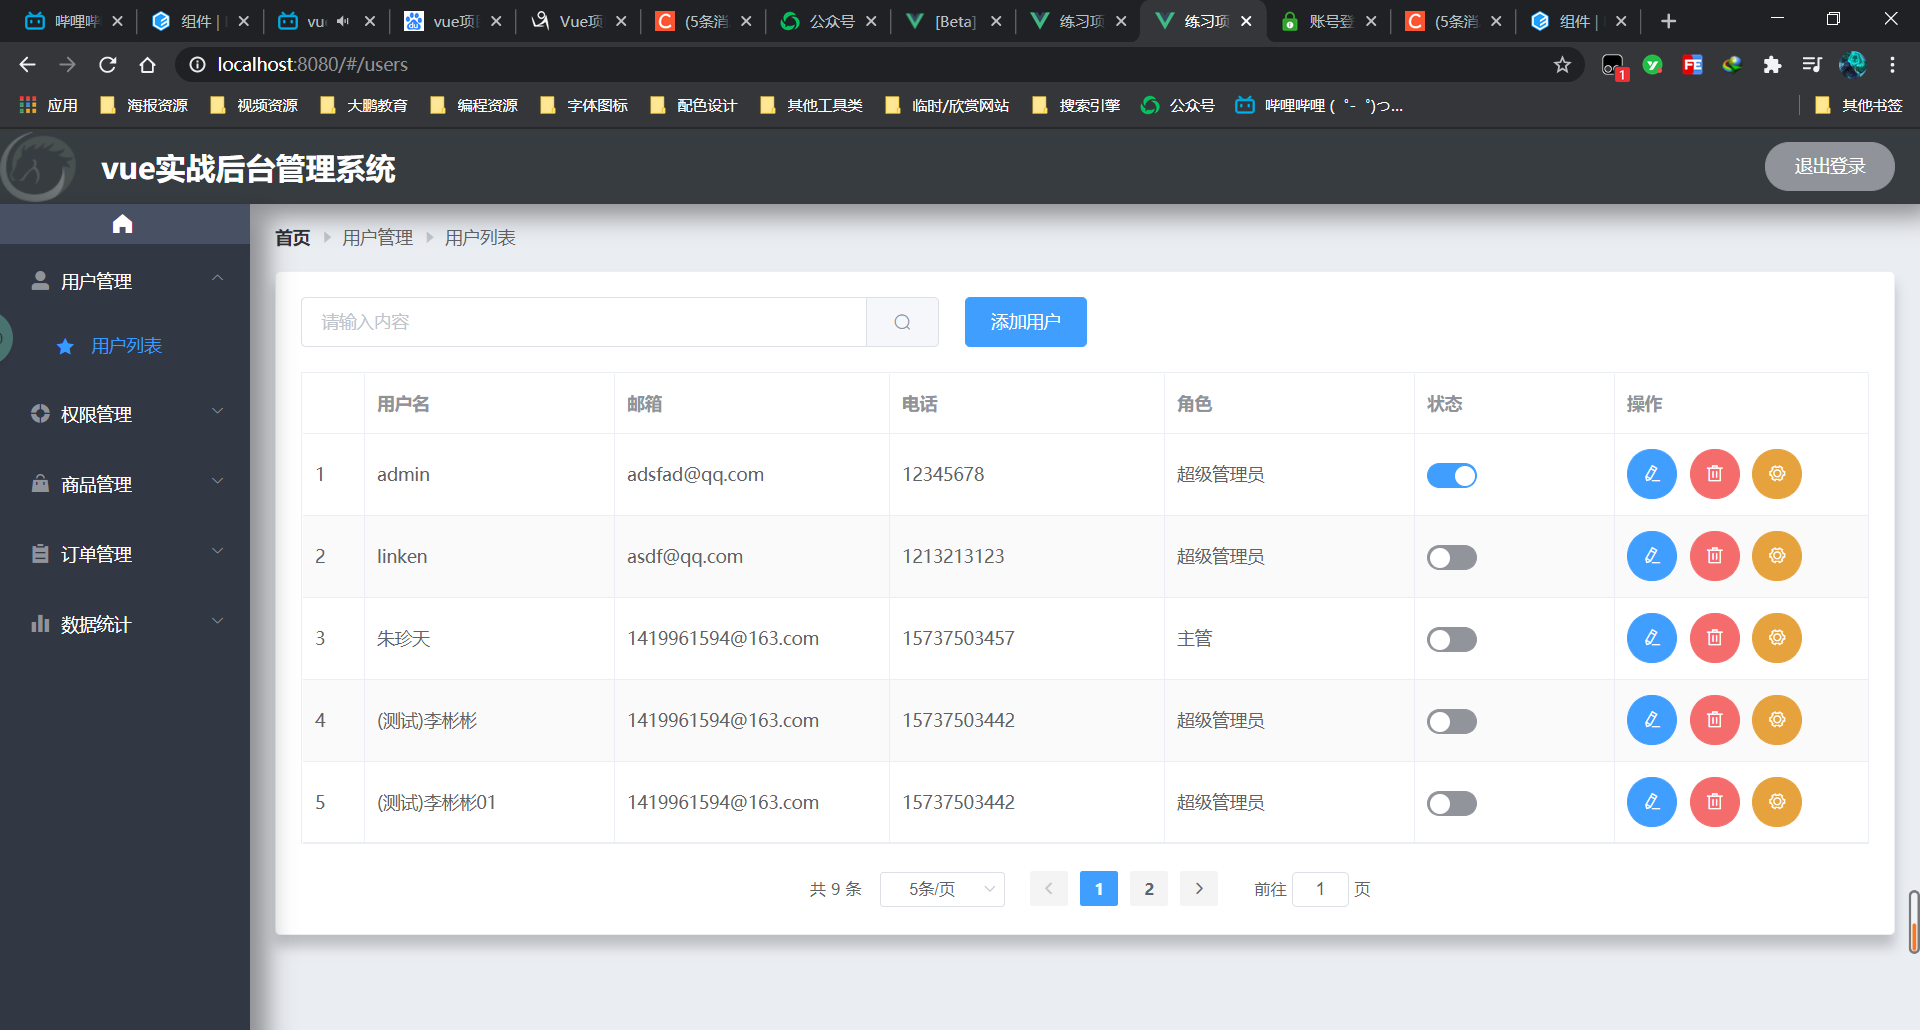 哔哩哔 组件 | vu vue项目 Vue项 (5条消 公众号 [Beta] 练习项 练习项 账号登 (5条消 组件 |
localhost:8080/#/users
1
应用 海报资源 视频资源 大鹏教育 编程资源 字体图标 配色设计 其他工具类 临时/欣赏网站 搜索引擎 公众号 哔哩哔哩 ( ゜- ゜)つ... 其他书签
vue实战后台管理系统 退出登录
首页 用户管理 用户列表
用户管理
用户列表
权限管理
商品管理
订单管理
数据统计
请输入内容 添加用户
用户名 邮箱 电话 角色 状态 操作
1 admin adsfad@qq.com 12345678 超级管理员
2 linken asdf@qq.com 1213213123 超级管理员
3 朱珍天 1419961594@163.com 15737503457 主管
4 (测试)李彬彬 1419961594@163.com 15737503442 超级管理员
5 (测试)李彬彬01 1419961594@163.com 15737503442 超级管理员
共 9 条 5条/页 1 2 前往 1 页